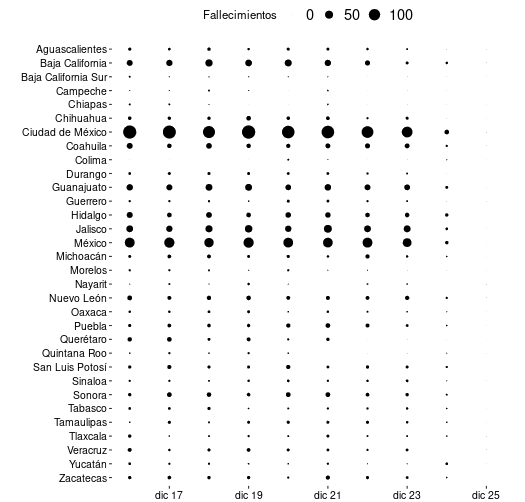 Fallecimientos 0 50 100
Aguascalientes
Baja California
Baja California Sur
Campeche
Chiapas
Chihuahua
Ciudad de México
Coahuila
Colima
Durango
Guanajuato
Guerrero
Hidalgo
Jalisco
México
Michoacán
Morelos
Nayarit
Nuevo León
Oaxaca
Puebla
Querétaro
Quintana Roo
San Luis Potosí
Sinaloa
Sonora
Tabasco
Tamaulipas
Tlaxcala
Veracruz
Yucatán
Zacatecas
dic 17 dic 19 dic 21 dic 23 dic 25